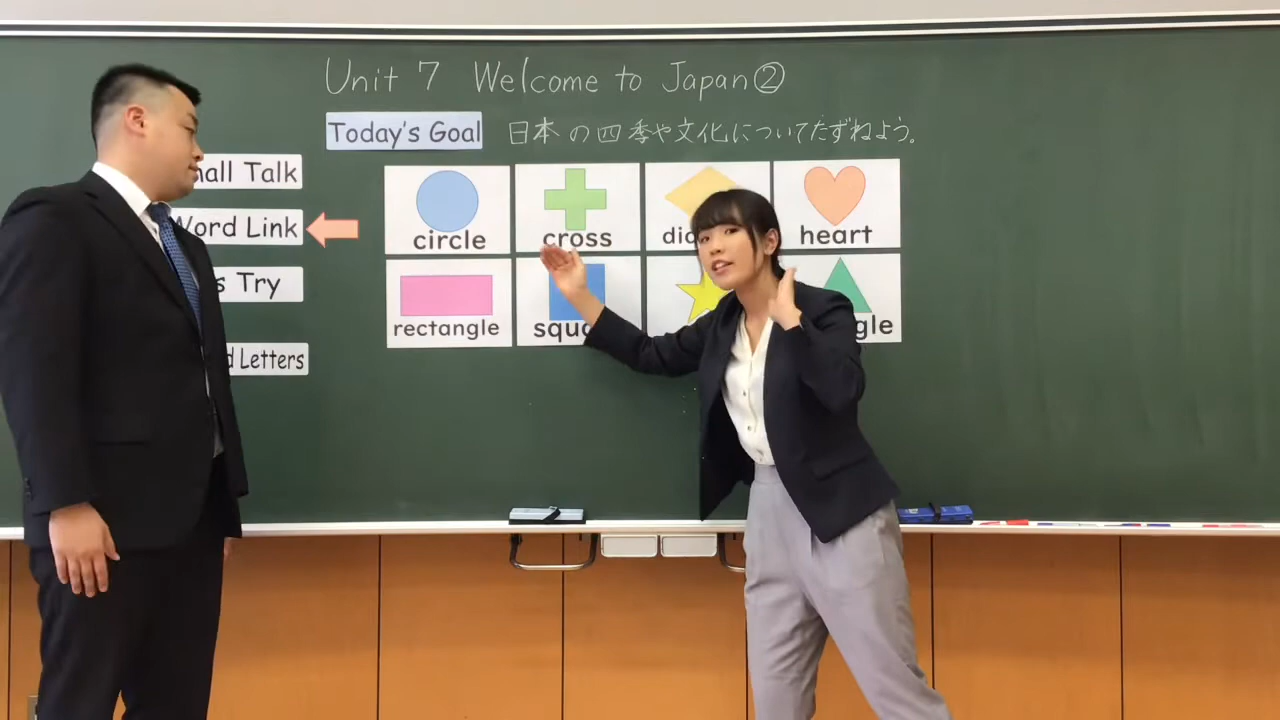 Unit 7 Welcome to Japan②
Today's Goal 日本の四季や文化についてたずねよう。
Talk
Word Link
Try
Letters
circle cross heart
rectangle